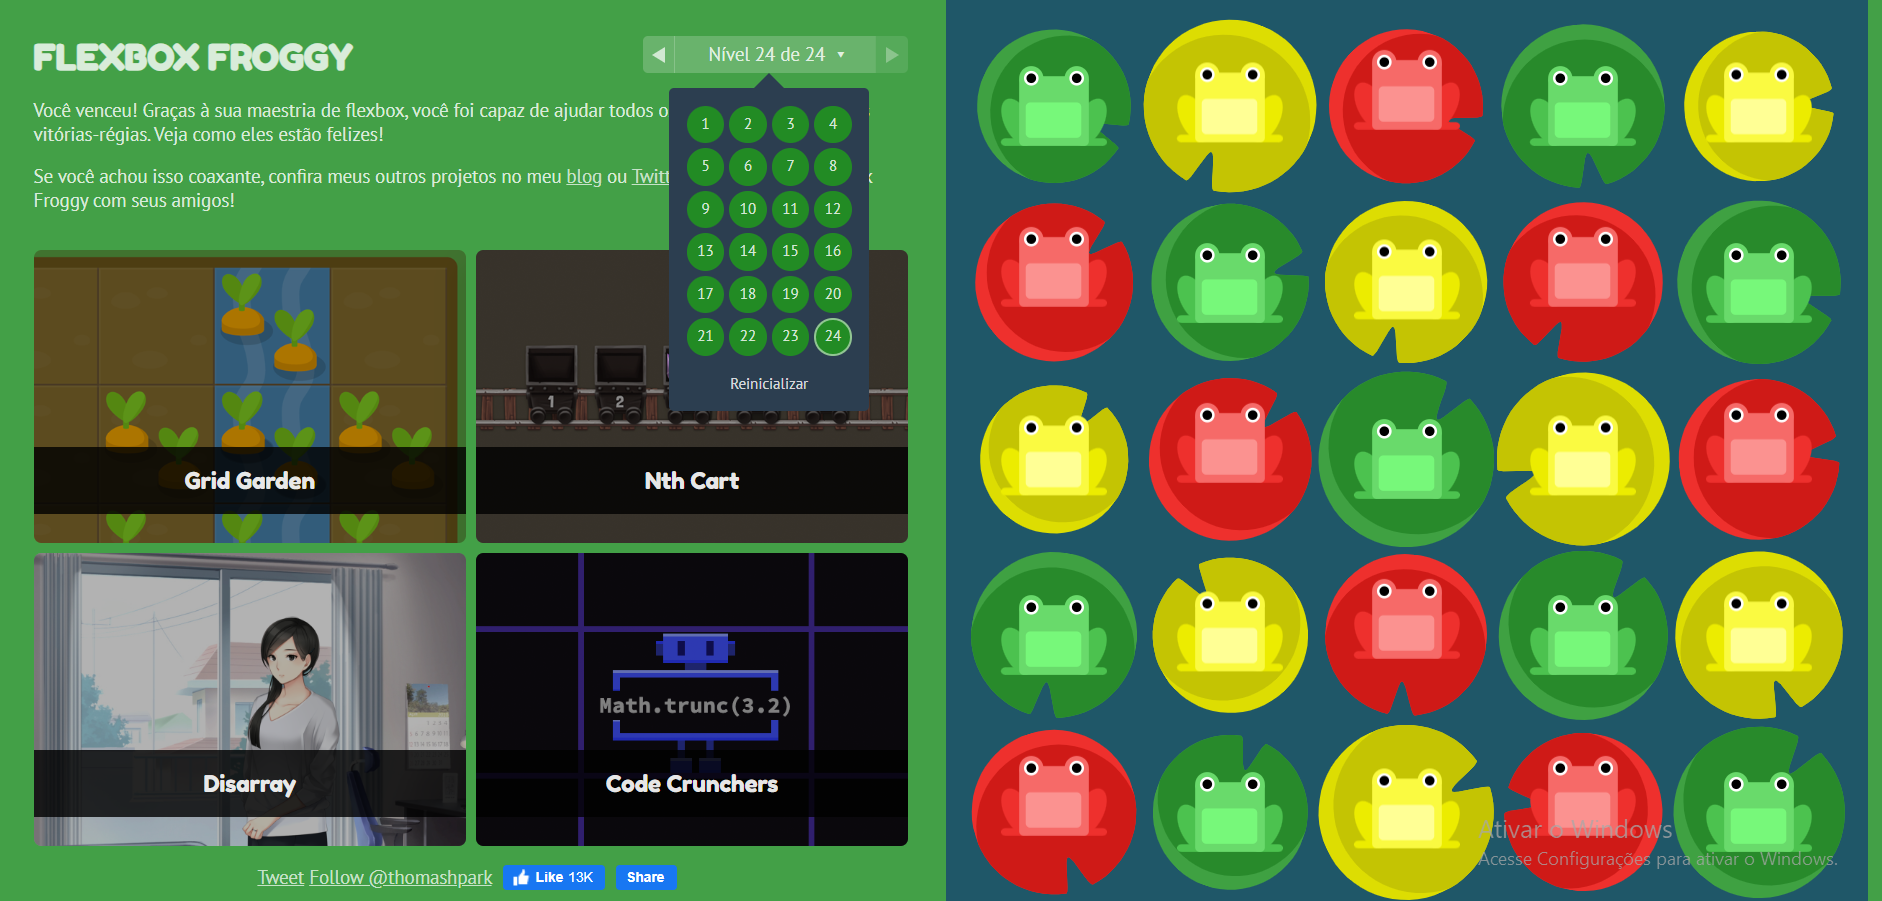 FLEXBOX FROGGY
Nível 24 de 24
Você venceu! Graças à sua maestria de flexbox, você foi capaz de ajudar todos
vitórias-régias. Veja como eles estão felizes!
Se você achou isso coaxante, confira meus outros projetos no meu blog ou
Froggy com seus amigos!
1 2 3 4
5 6 7 8
9 10 11 12
13 14 15 16
17 18 19 20
21 22 23 24
Reinicializar
1 2
Grid Garden
Nth Cart
Math.trunc(3.2)
Disarray
Code Crunchers
Tweet Follow @thomashpark Like 13K Share
Ativar o Windows
Acesse Configurações para ativar o Windows.